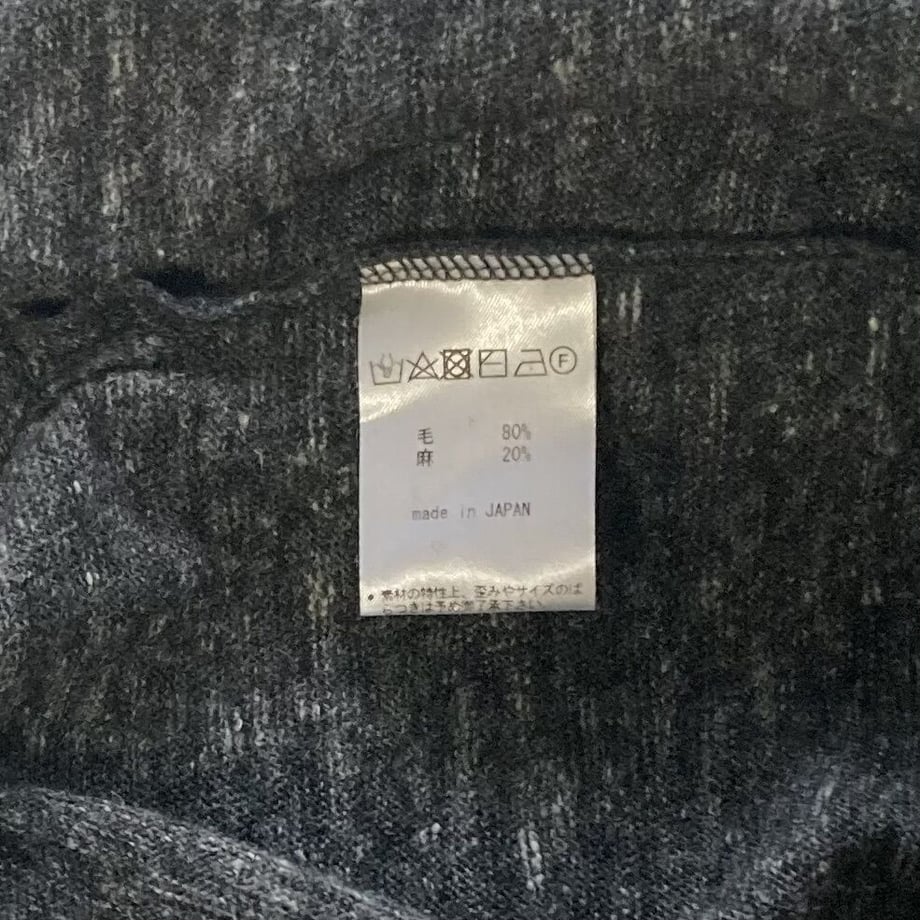 F
毛 80%
麻 20%
made in JAPAN
• 素材の特性上、歪みやサイズのば
らつきは予め御了承下さい。